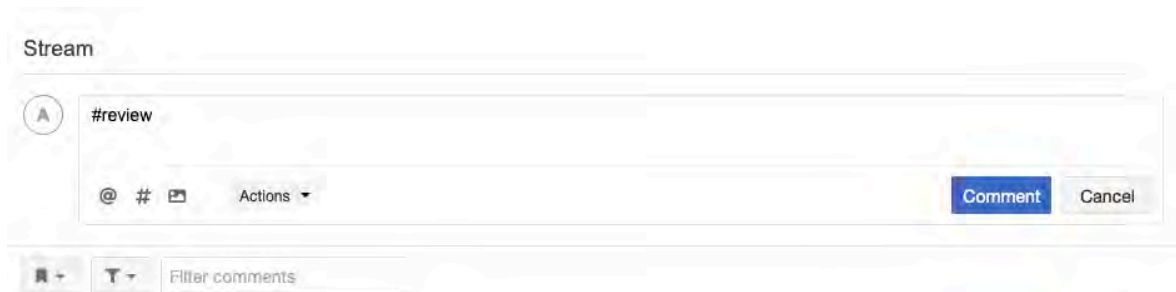 Stream
A
#review
@ # Actions Comment Cancel
Filter comments